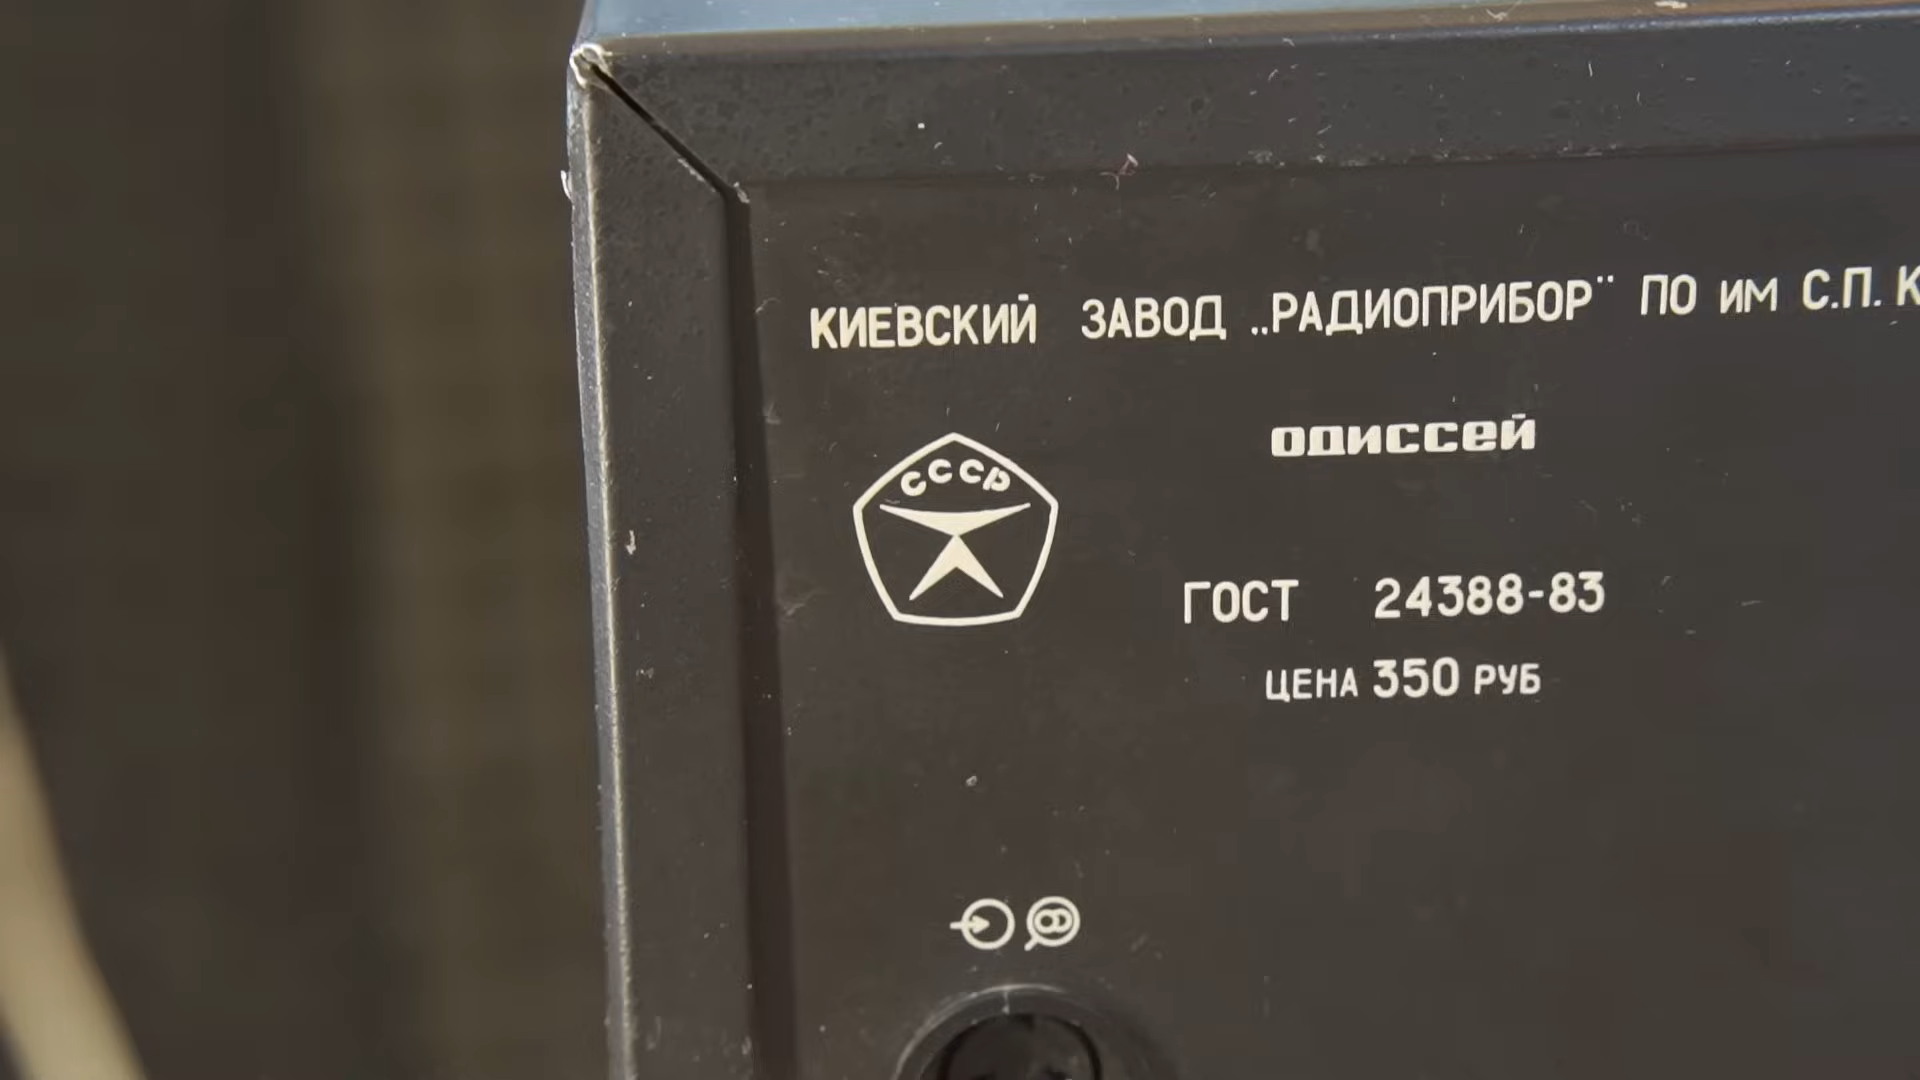 КИЕВСКИЙ ЗАВОД „РАДИОПРИБОР” ПО ИМ С.П. К
одиссей
СССР
ГОСТ 24388-83
ЦЕНА 350 РУБ